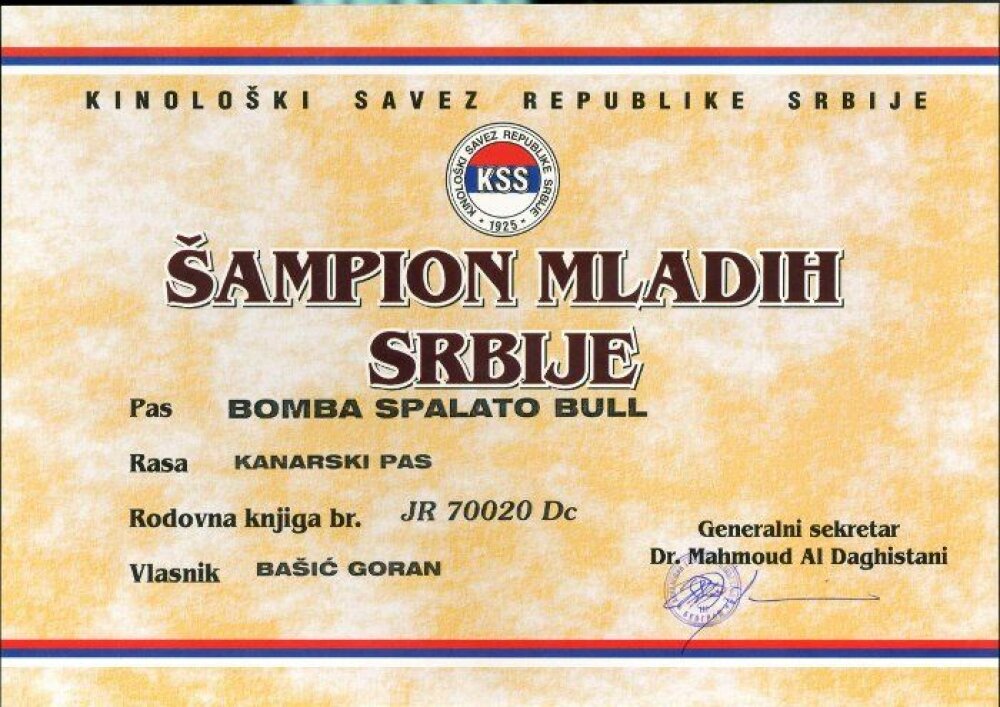 KINOLOŠKI SAVEZ REPUBLIKE SRBIJE
KINOLOŠKI SAVEZ REPUBLIKE SRBIJE
KSS
• 1925 •
ŠAMPION MLADIH
SRBIJE
Pas BOMBA SPALATO BULL
Rasa KANARSKI PAS
Rodovna knjiga br. JR 70020 Dc
Vlasnik BAŠIĆ GORAN
Generalni sekretar
Dr. Mahmoud Al Daghistani